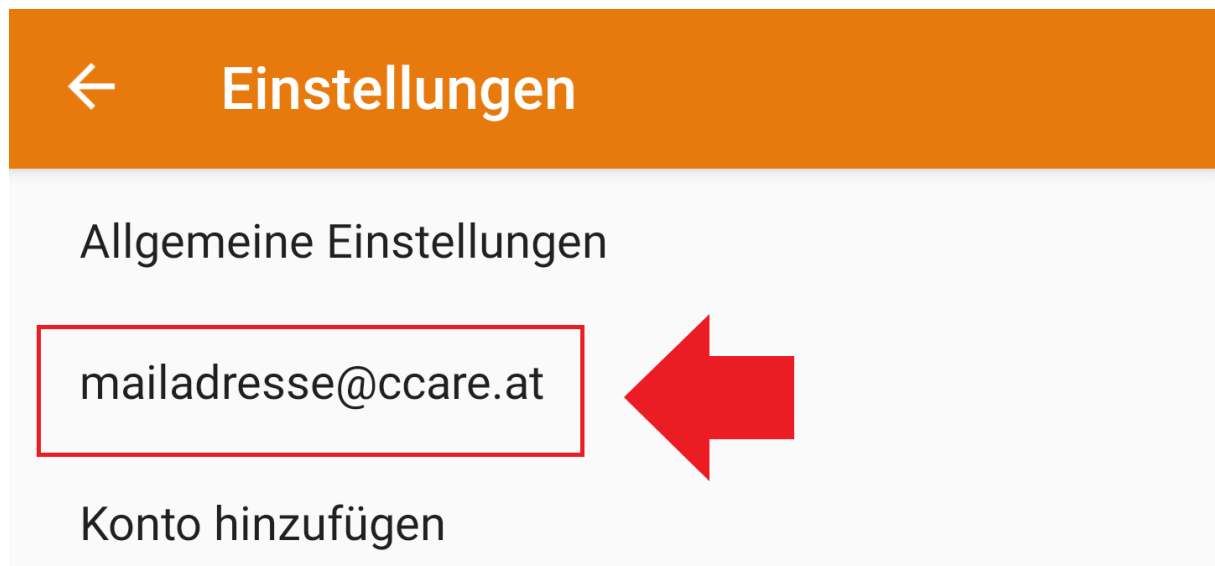 Einstellungen
Allgemeine Einstellungen
mailadresse@ccare.at
Konto hinzufügen